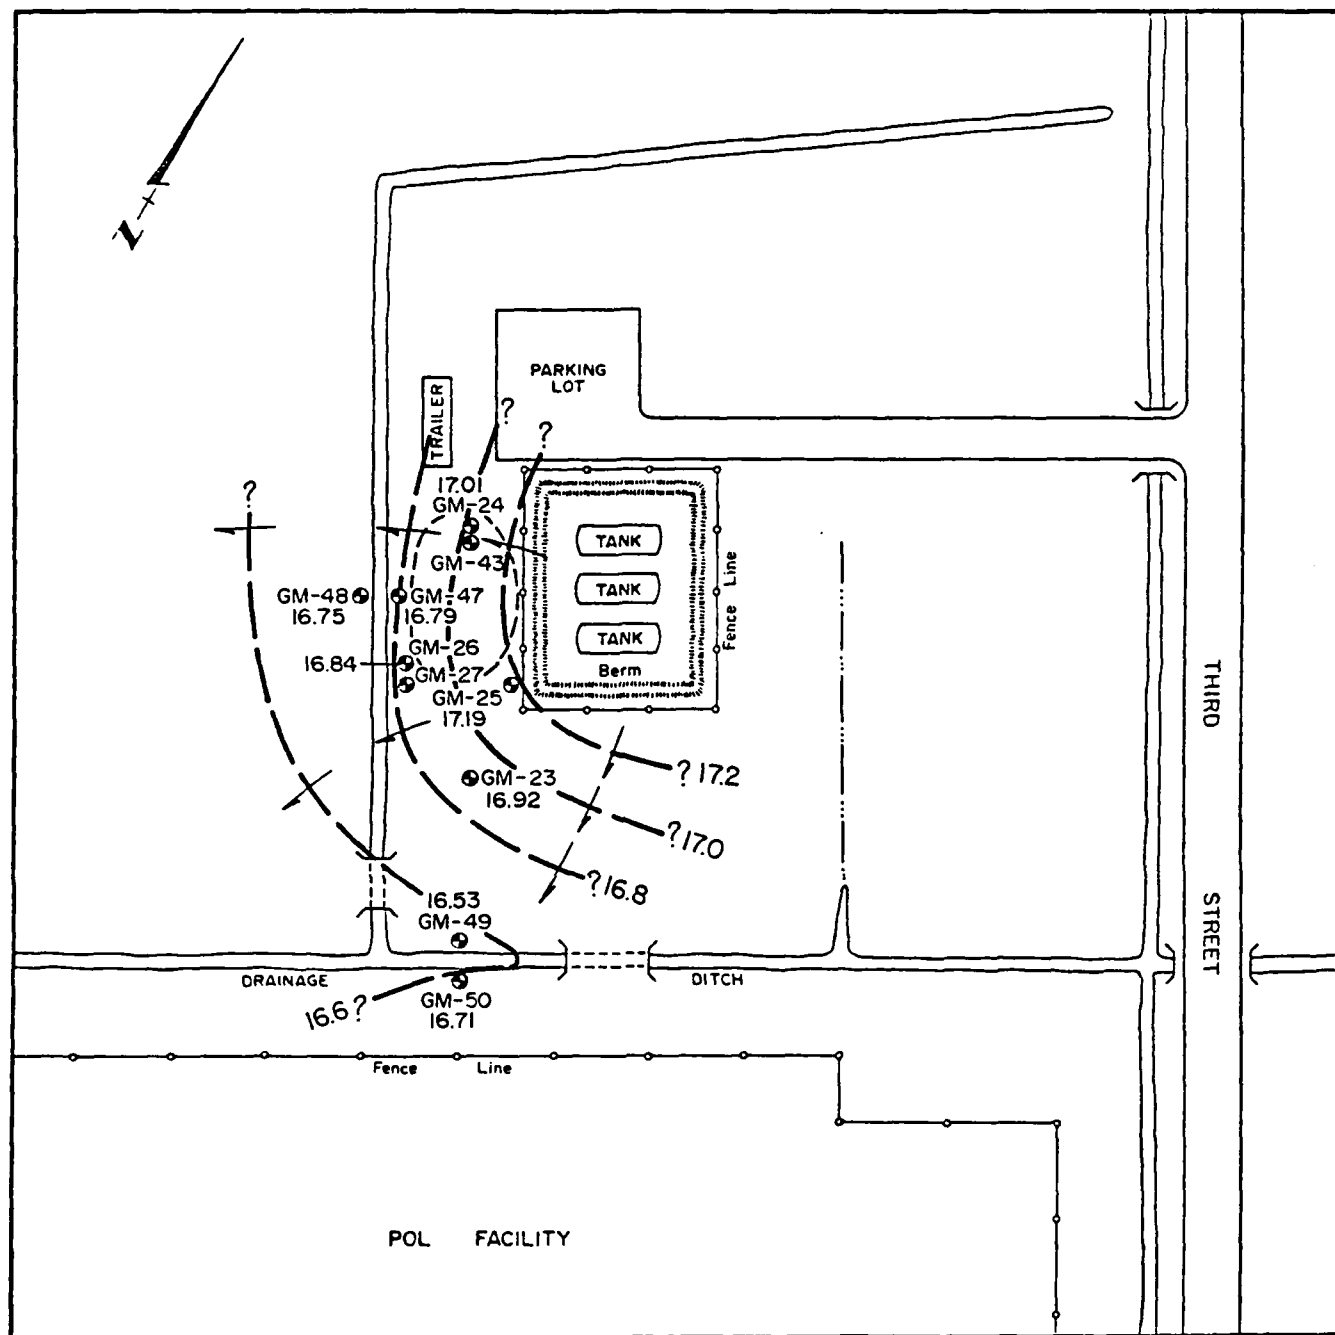 N
PARKING
LOT
TRAILER
?
?
?
17.01
GM-24
GM-43
TANK
TANK
TANK
Berm
Fence Line
GM-48
16.75
GM-47
16.79
GM-26
16.84
GM-27
GM-25
17.19
GM-23
16.92
? 17.2
? 17.0
? 16.8
16.53
GM-49
DRAINAGE
DITCH
16.6 ?
GM-50
16.71
Fence Line
THIRD STREET
POL FACILITY